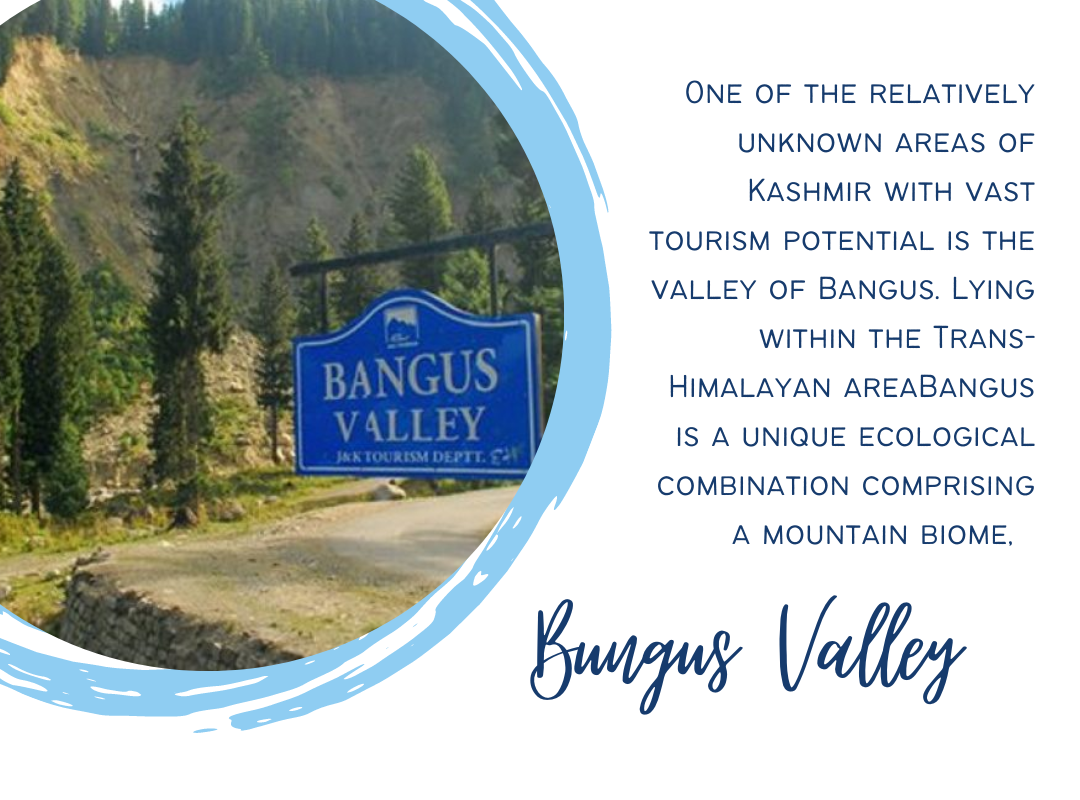 One of the relatively
unknown areas of
Kashmir with vast
tourism potential is the
valley of Bangus. Lying
within the Trans-
Himalayan areaBangus
is a unique ecological
combination comprising
a mountain biome,
Bungus Valley
BANGUS
VALLEY
J&K TOURISM DEPTT.